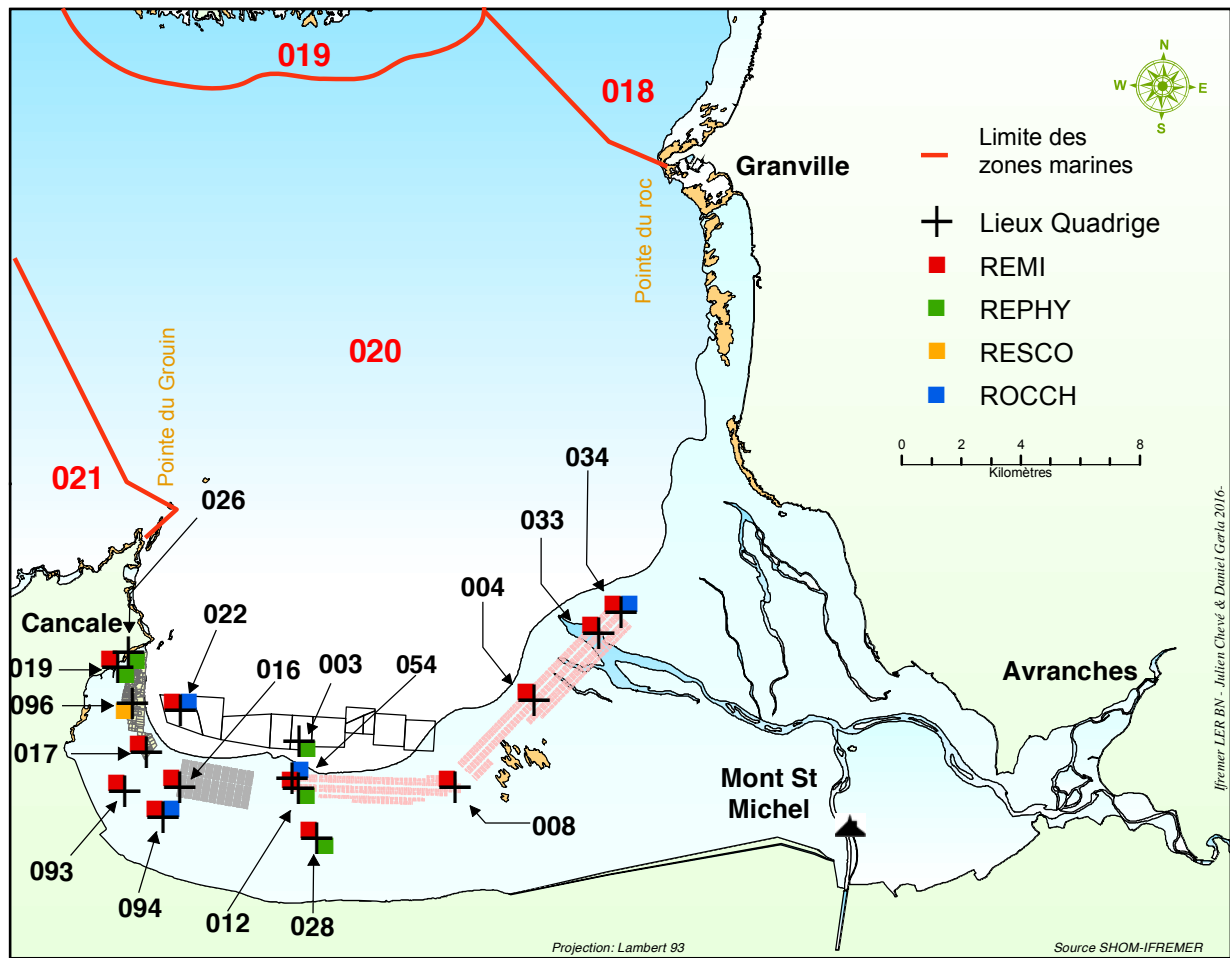 019
018
N
W
E
S
Granville
Pointe du roc
Limite des
zones marines
Lieux Quadrige
REMI
REPHY
RESCO
ROCCH
0
2
4
8
Kilomètres
020
Pointe du Grouin
021
026
034
033
004
Cancale
022
016
003
054
019
096
017
Avranches
Mont St
Michel
008
093
094
012
028
Projection: Lambert 93
Source SHOM-IFREMER
Ifremer LER BN - Julien Chevé & Daniel Gerla 2016-